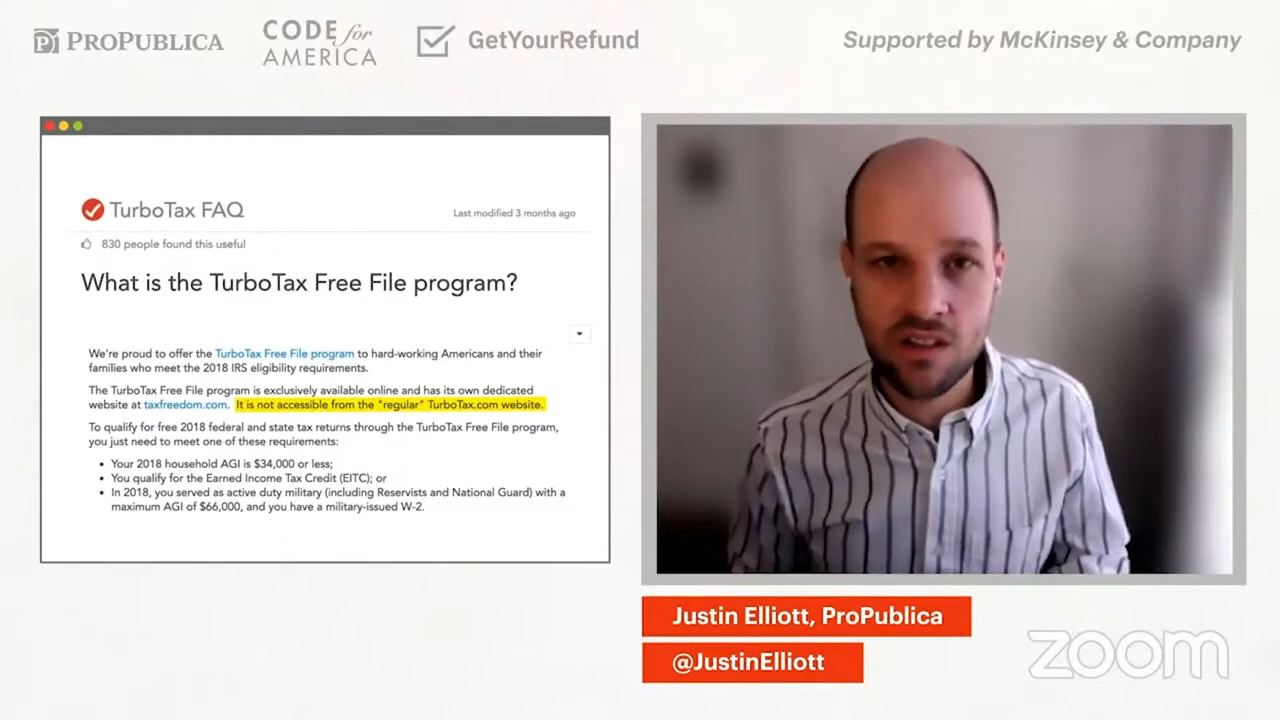 PROPUBLICA
CODE for
AMERICA
GetYourRefund
Supported by McKinsey & Company
TurboTax FAQ
Last modified 3 months ago
830 people found this useful
What is the TurboTax Free File program?
We're proud to offer the TurboTax Free File program to hard-working Americans and their
families who meet the 2018 IRS eligibility requirements.
The TurboTax Free File program is exclusively available online and has its own dedicated
website at taxfreedom.com. It is not accessible from the "regular" TurboTax.com website.
To qualify for free 2018 federal and state tax returns through the TurboTax Free File program,
you just need to meet one of these requirements:
• Your 2018 household AGI is $34,000 or less;
• You qualify for the Earned Income Tax Credit (EITC); or
• In 2018, you served as active duty military (including Reservists and National Guard) with a
maximum AGI of $66,000, and you have a military-issued W-2.
Justin Elliott, ProPublica
@JustinElliott
zoom